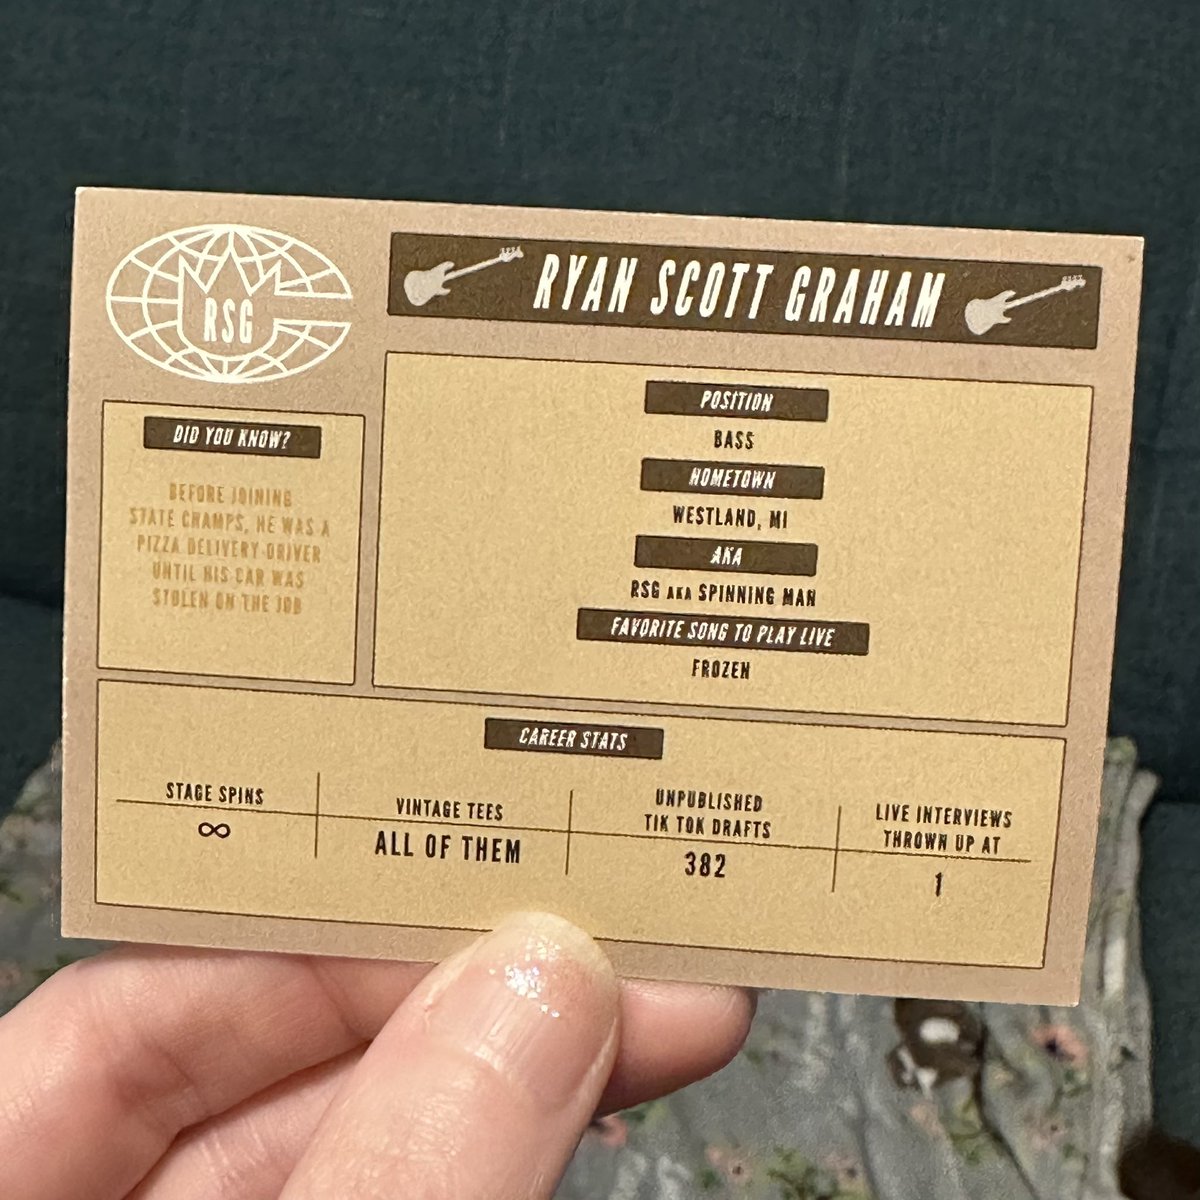 RSG
RYAN SCOTT GRAHAM
DID YOU KNOW?
BEFORE JOINING
STATE CHAMPS, HE WAS A
PIZZA DELIVERY DRIVER
UNTIL HIS CAR WAS
STOLEN ON THE JOB
POSITION
BASS
HOMETOWN
WESTLAND, MI
AKA
RSG AKA SPINNING MAN
FAVORITE SONG TO PLAY LIVE
FROZEN
CAREER STATS
STAGE SPINS
∞
VINTAGE TEES
ALL OF THEM
UNPUBLISHED
TIK TOK DRAFTS
382
LIVE INTERVIEWS
THROWN UP AT
1